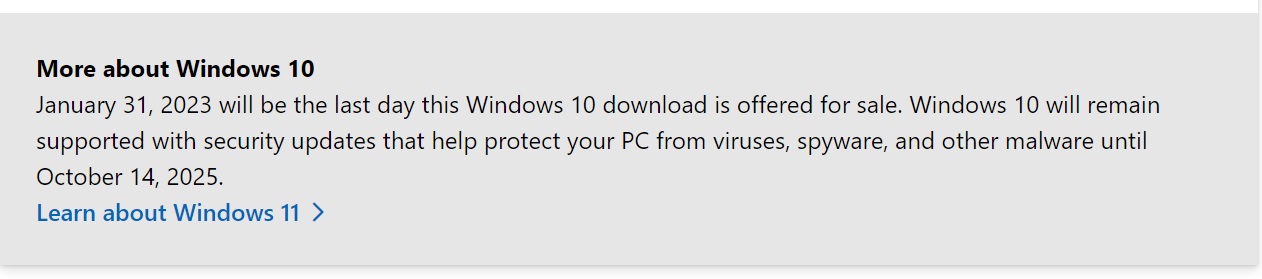 More about Windows 10
January 31, 2023 will be the last day this Windows 10 download is offered for sale. Windows 10 will remain
supported with security updates that help protect your PC from viruses, spyware, and other malware until
October 14, 2025.
Learn about Windows 11 >